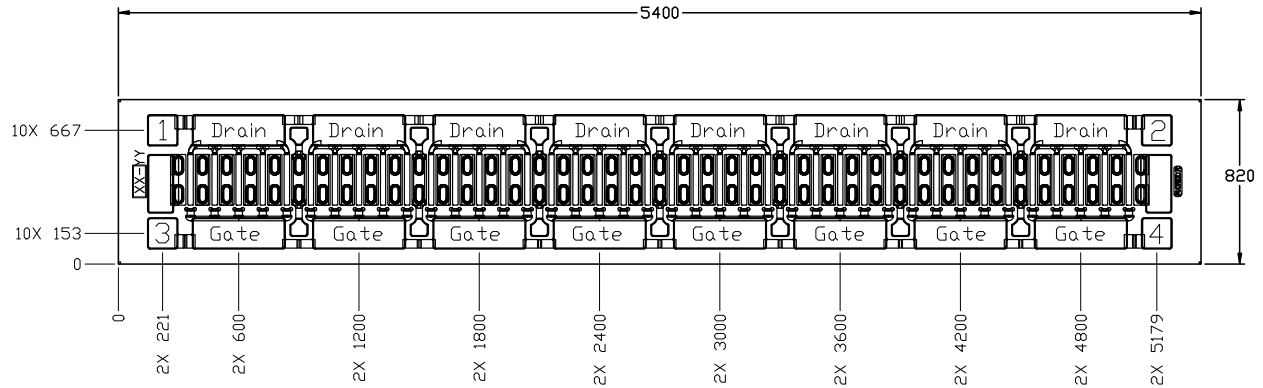 5400
10X 667
1
Drain
Drain
Drain
Drain
Drain
Drain
Drain
Drain
2
XX-YY
820
10X 153
3
Gate
Gate
Gate
Gate
Gate
Gate
Gate
Gate
4
0
0
2X 221
2X 600
2X 1200
2X 1800
2X 2400
2X 3000
2X 3600
2X 4200
2X 4800
2X 5179